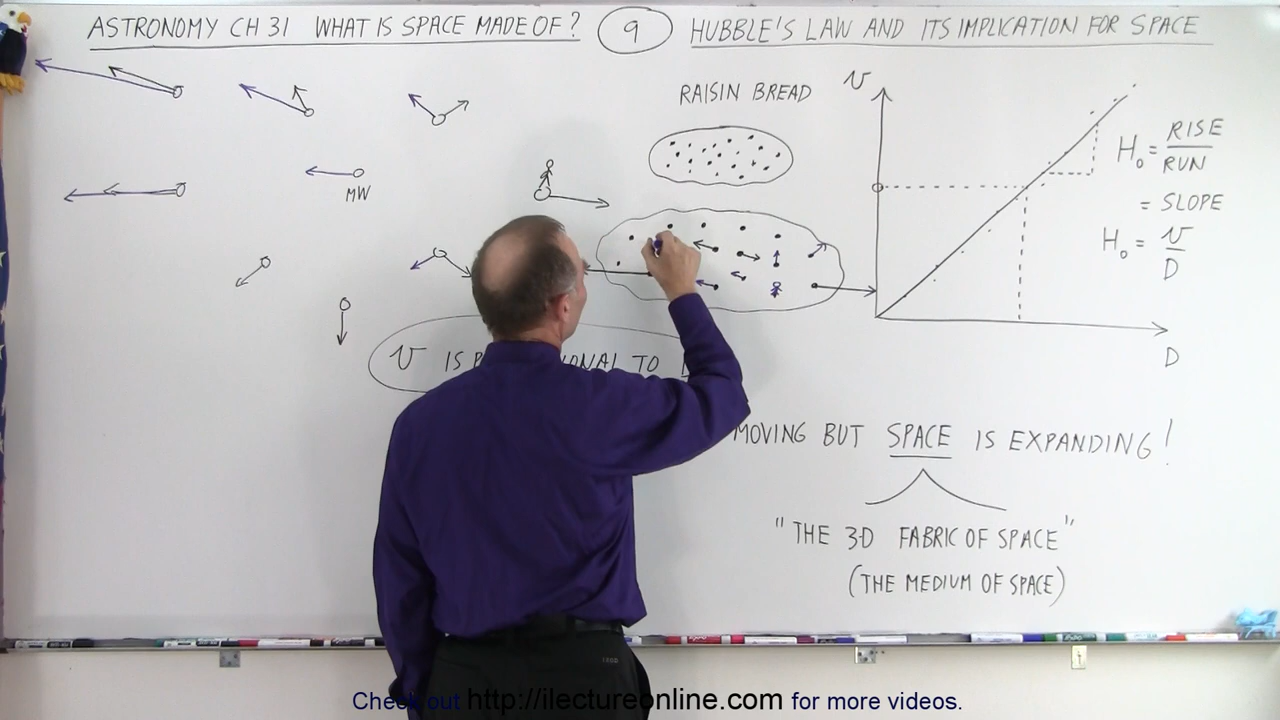 ASTRONOMY CH 31 WHAT IS SPACE MADE OF? 9 HUBBLE'S LAW AND ITS IMPLICATION FOR SPACE
RAISIN BREAD
MW
v
D
H₀ = RISE
RUN
= SLOPE
H₀ = v
D
v IS TO
MOVING BUT SPACE IS EXPANDING!
"THE 3D FABRIC OF SPACE"
(THE MEDIUM OF SPACE)
IZOD
Check out http://ilectureonline.com for more videos.